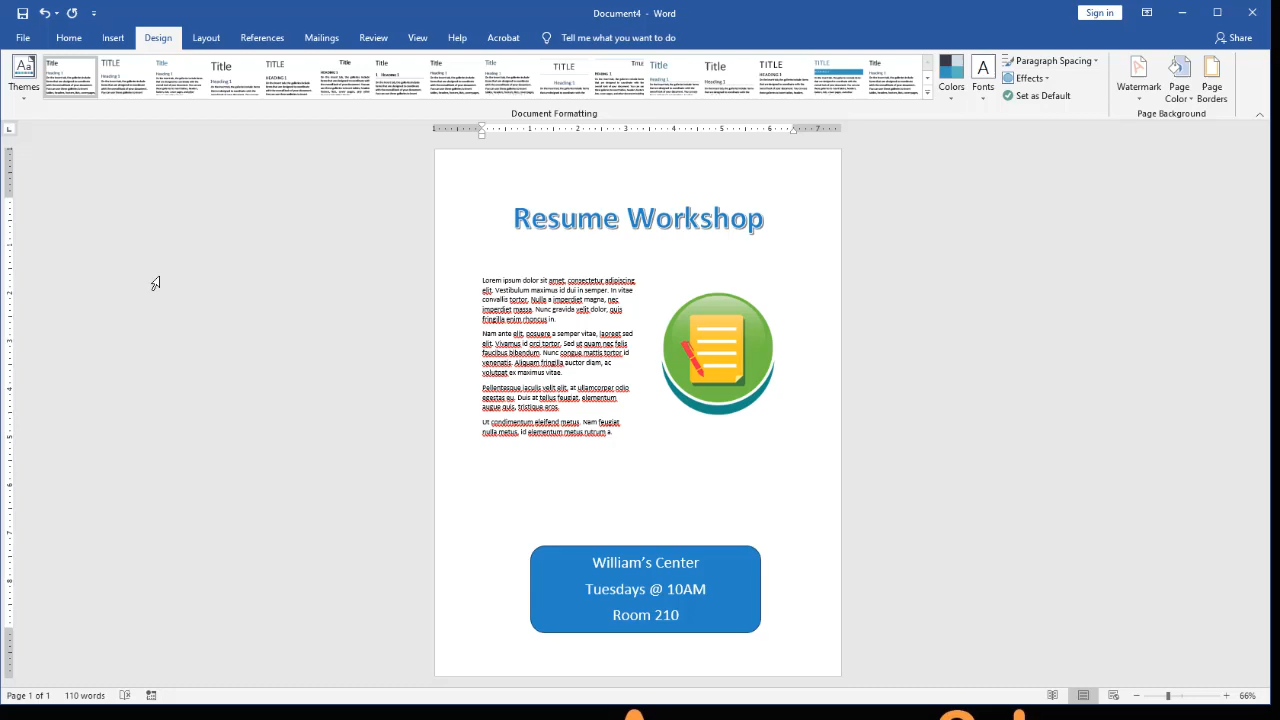 Document4 - Word
Sign in
File Home Insert Design Layout References Mailings Review View Help Acrobat Tell me what you want to do Share
Themes
Colors
Fonts
Paragraph Spacing
Effects
Set as Default
Watermark
Page Color
Page Borders
Document Formatting
Page Background
Resume Workshop
Lorem ipsum dolor sit amet, consectetur adipiscing
elit. Vestibulum maximus id dui in semper. In vitae
convallis tortor. Nulla a imperdiet magna, nec
imperdiet massa. Nunc gravida velit dolor, quis
fringilla enim rhoncus in.
Nam ante elit, posuere a semper vitae, laoreet sed
elit. Vivamus id orci tortor. Sed ut quam nec felis
faucibus bibendum. Nunc congue mattis tortor id
venenatis. Aliquam fringilla auctor diam, ac
volutpat ex maximus vitae.
Pellentesque iaculis velit elit, at ullamcorper odio
egestas eu. Duis at tellus feugiat, elementum
augue quis, tristique eros.
Ut condimentum eleifend metus. Nam feugiat
nulla metus, id elementum metus rutrum a.
William's Center
Tuesdays @ 10AM
Room 210
Page 1 of 1 110 words 66%